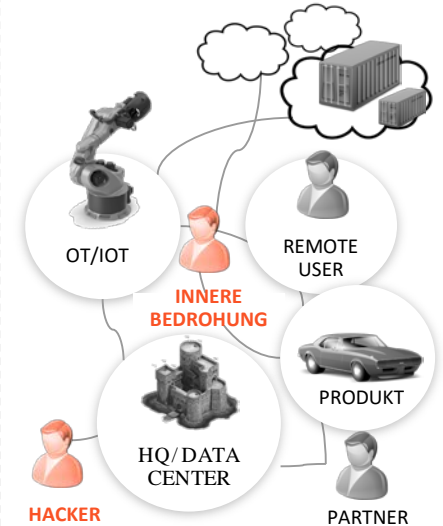 OT/IOT
REMOTE
USER
INNERE
BEDROHUNG
PRODUKT
HQ/DATA
CENTER
HACKER
PARTNER